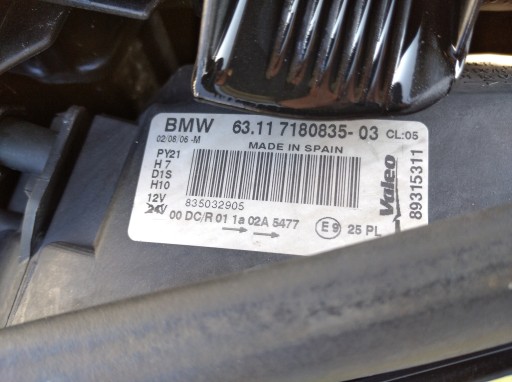 BMW 63.11 7180835-03 CL:05
02/08/06-M MADE IN SPAIN
PY21
H7
D1S
H10
12V 835032905
24V 00 DC/R 01 1a 02A 5477 E9 25 PL
Valeo
89315311